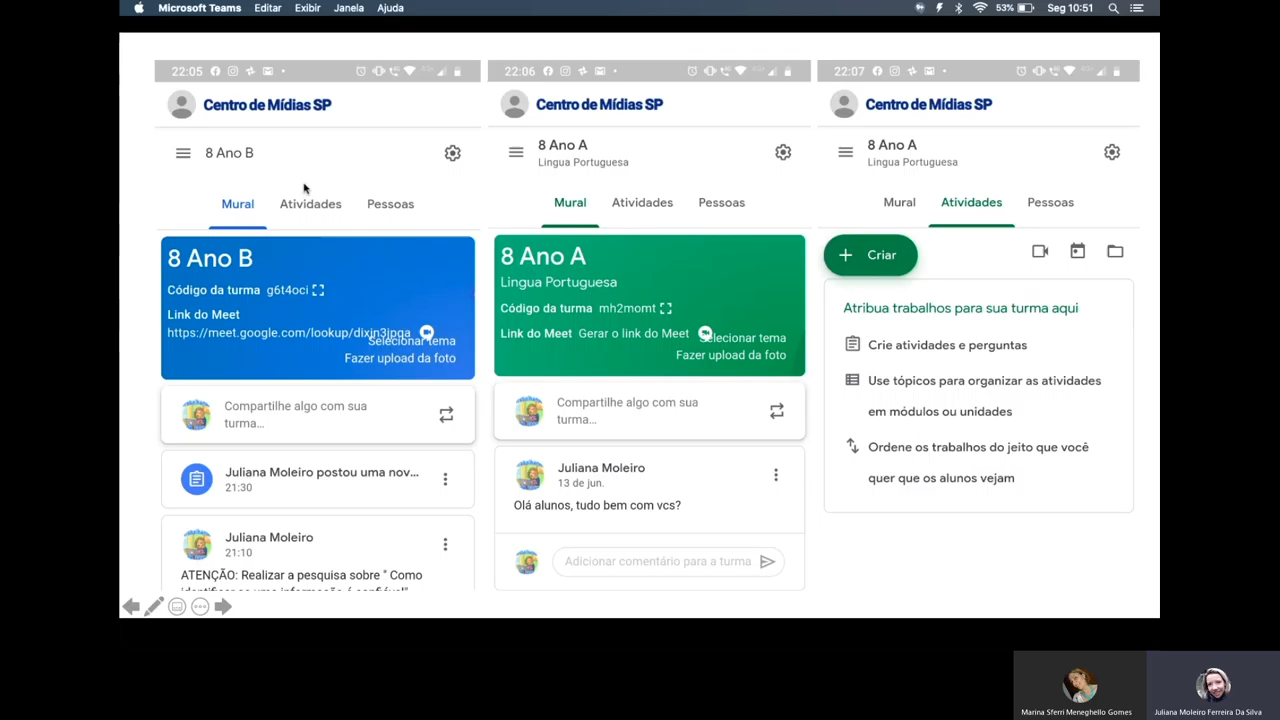 Microsoft Teams Editar Exibir Janela Ajuda
53% Seg 10:51
22:05
Centro de Mídias SP
8 Ano B
Mural Atividades Pessoas
8 Ano B
Código da turma g6t4oci
Link do Meet
https://meet.google.com/lookup/dixjn3jpqa
Selecionar tema
Fazer upload da foto
Compartilhe algo com sua
turma...
Juliana Moleiro postou uma nov...
21:30
Juliana Moleiro
21:10
ATENÇÃO: Realizar a pesquisa sobre " Como
identificar se uma informação é confiável"
22:06
Centro de Mídias SP
8 Ano A
Lingua Portuguesa
Mural Atividades Pessoas
8 Ano A
Lingua Portuguesa
Código da turma mh2momt
Link do Meet Gerar o link do Meet
Selecionar tema
Fazer upload da foto
Compartilhe algo com sua
turma...
Juliana Moleiro
13 de jun.
Olá alunos, tudo bem com vcs?
Adicionar comentário para a turma
22:07
Centro de Mídias SP
8 Ano A
Lingua Portuguesa
Mural Atividades Pessoas
Criar
Atribua trabalhos para sua turma aqui
Crie atividades e perguntas
Use tópicos para organizar as atividades
em módulos ou unidades
Ordene os trabalhos do jeito que você
quer que os alunos vejam
Marina Sferri Meneghello Gomes
Juliana Moleiro Ferreira Da Silva